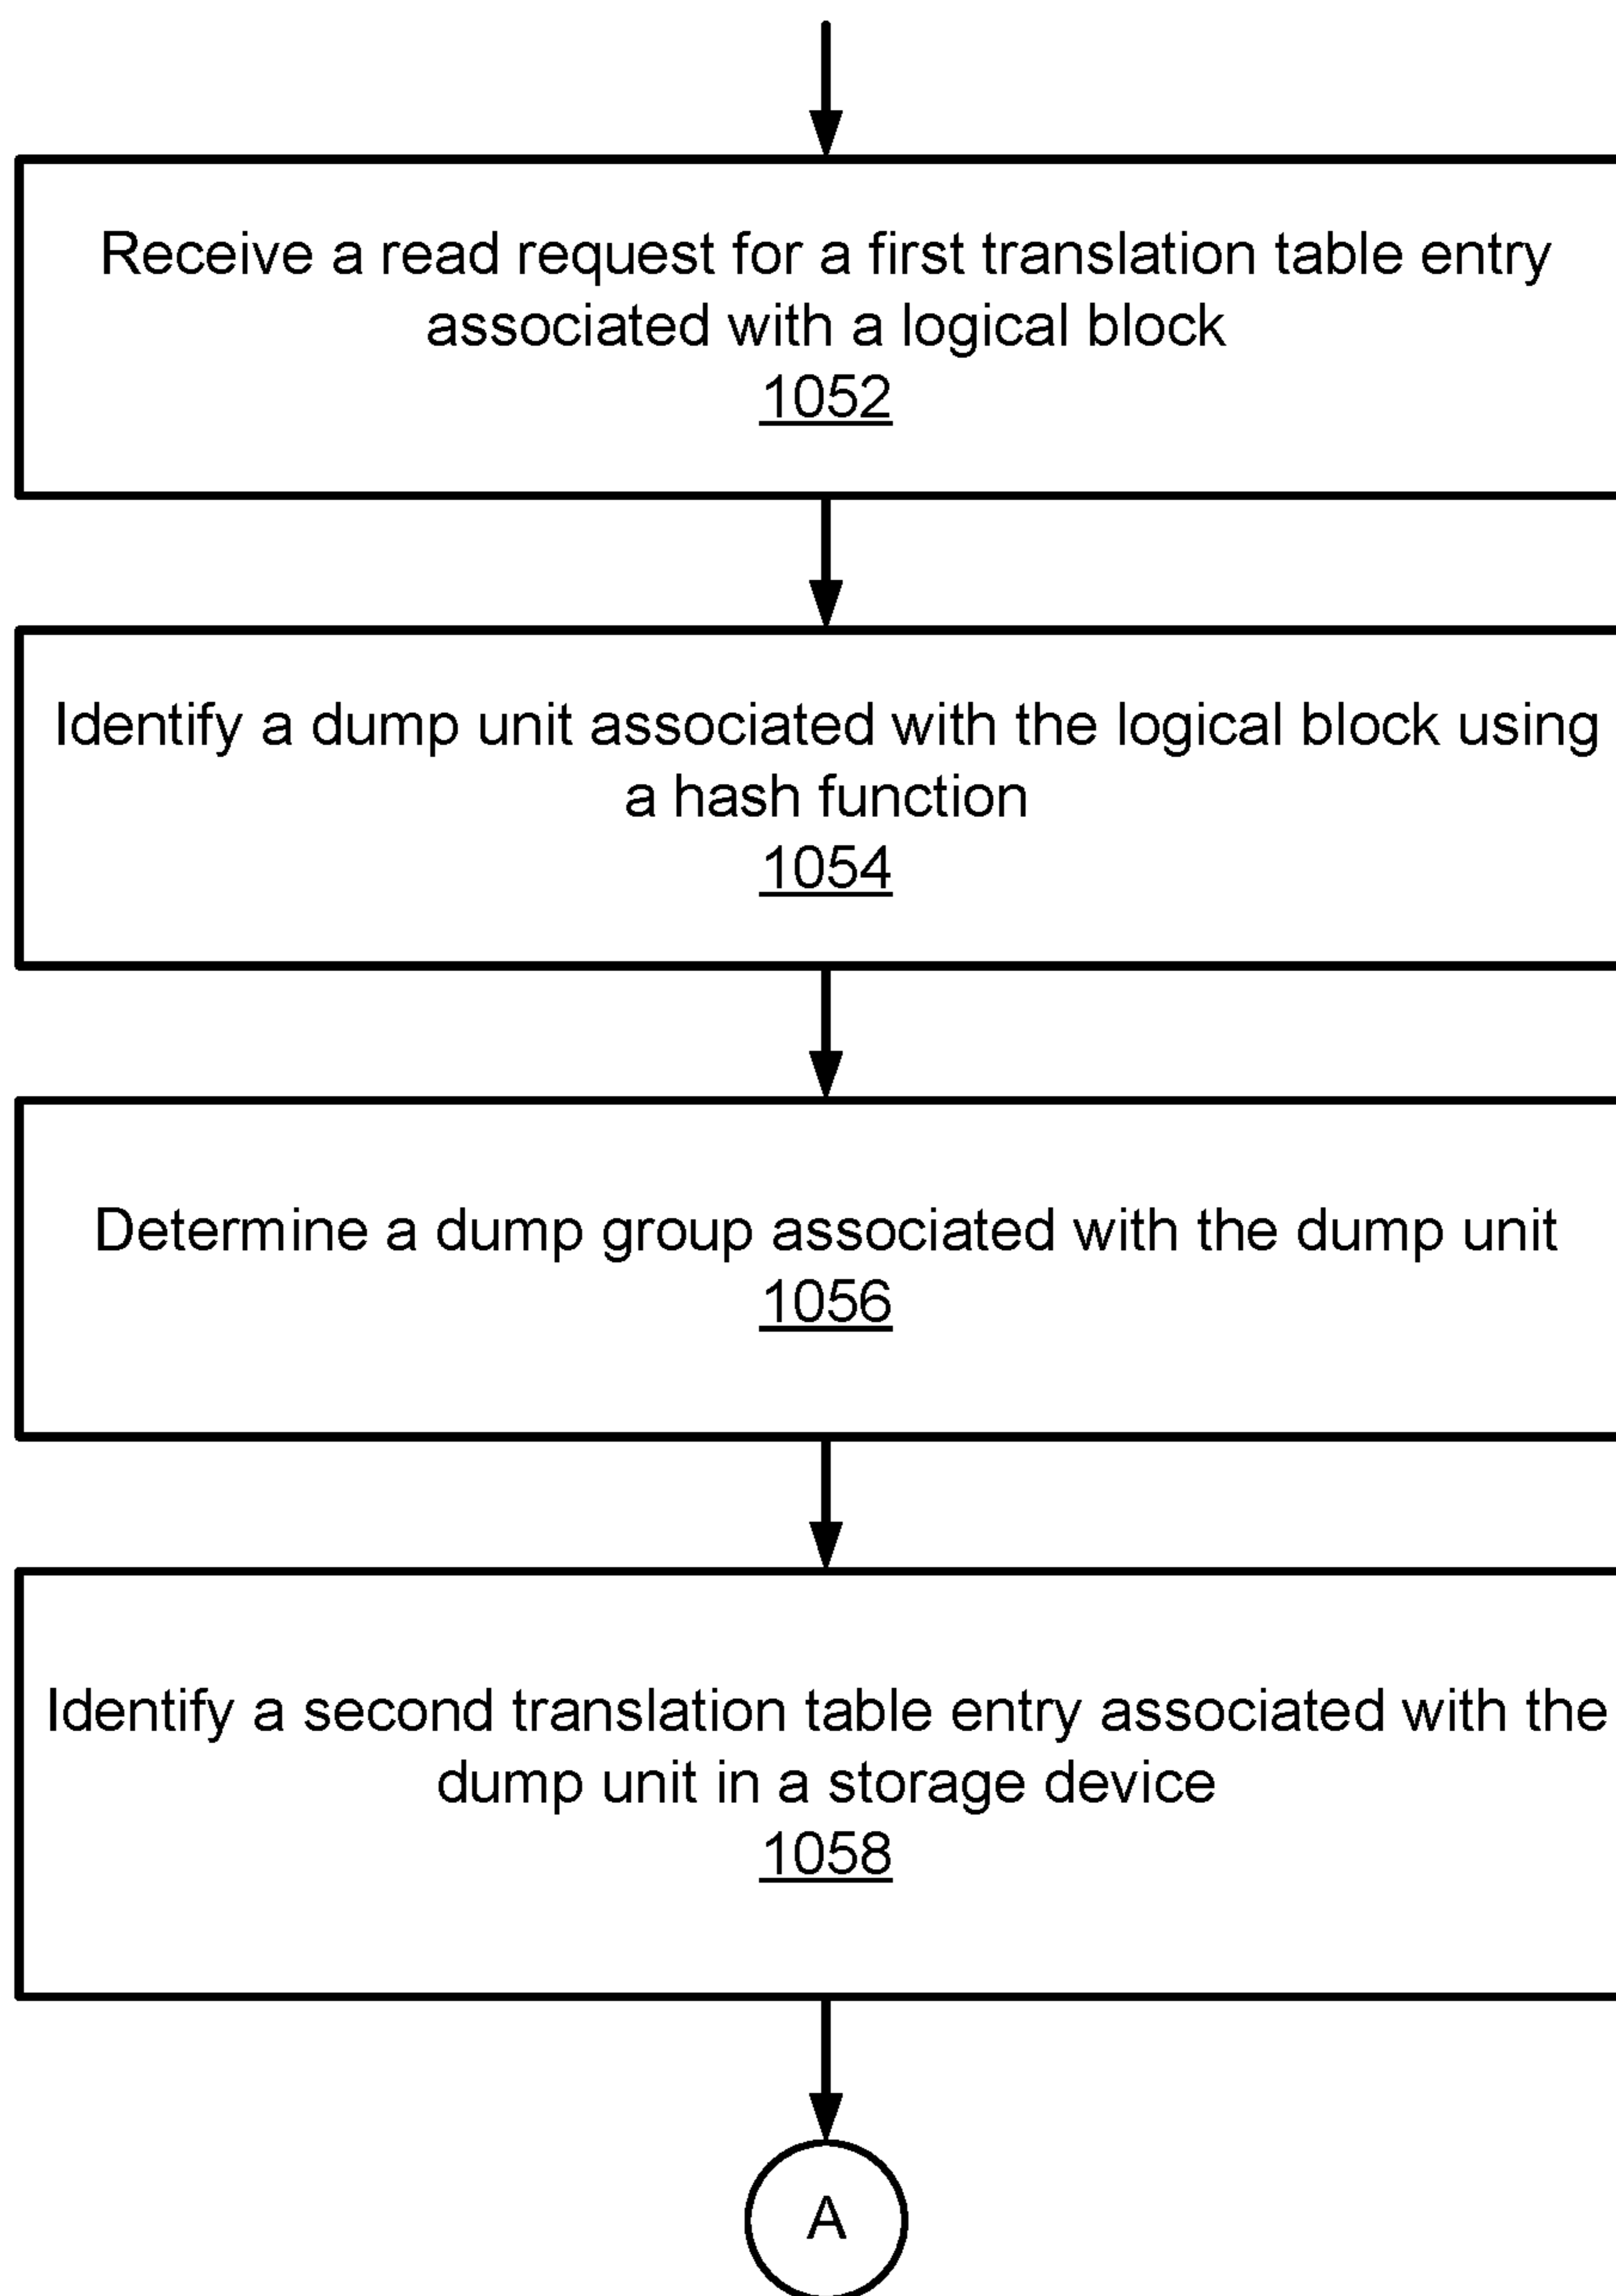 Receive a read request for a first translation table entry
associated with a logical block
1052
Identify a dump unit associated with the logical block using
a hash function
1054
Determine a dump group associated with the dump unit
1056
Identify a second translation table entry associated with the
dump unit in a storage device
1058
A